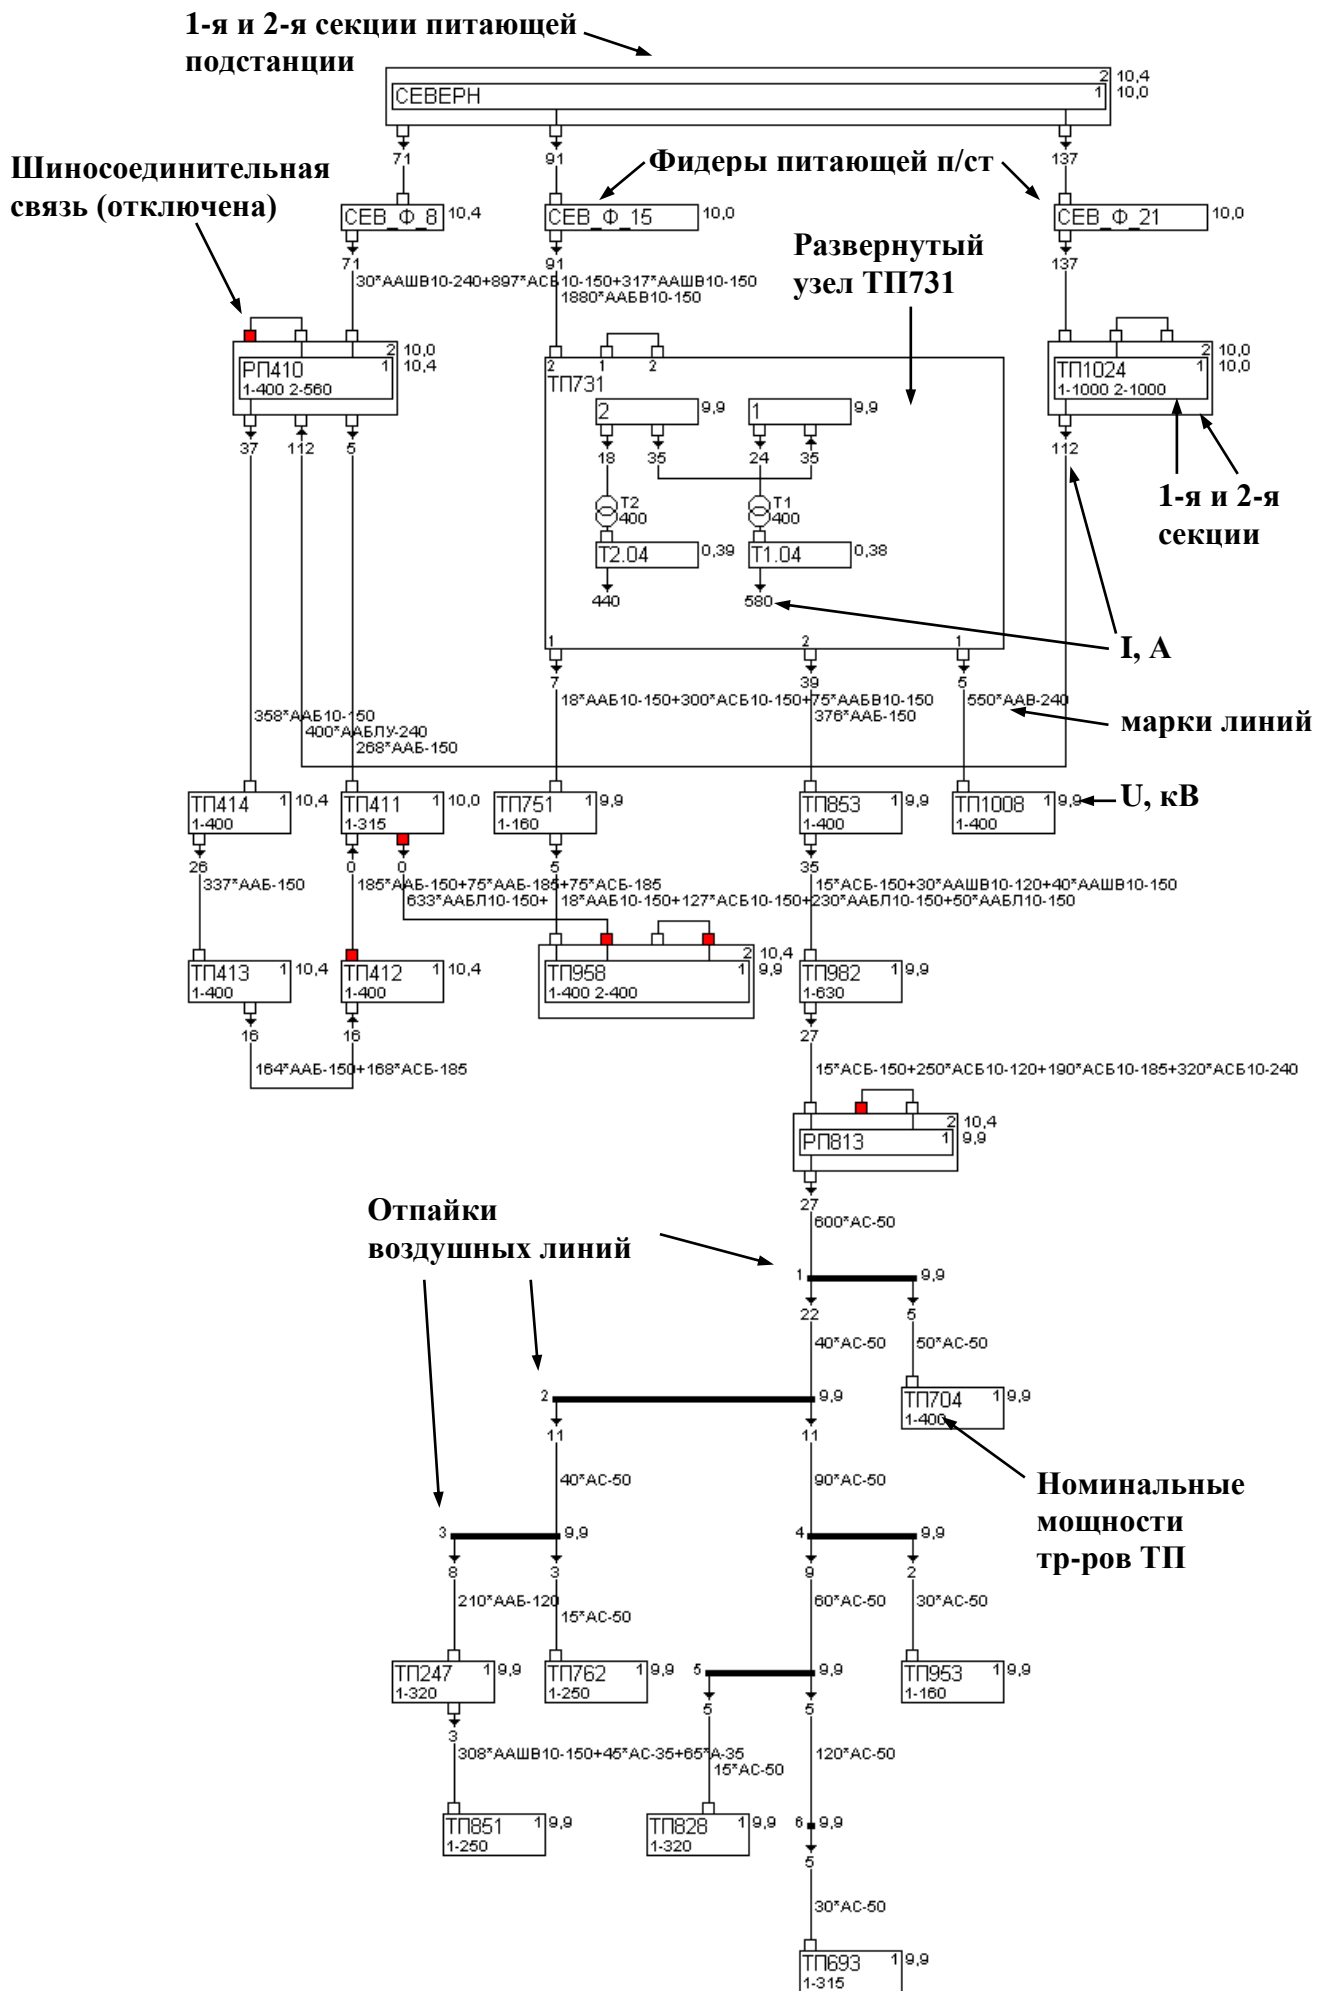 1-я и 2-я секции питающей
подстанции
2 10,4
СЕВЕРН 1 10,0
71 91 137
Шиносоединительная
связь (отключена)
Фидеры питающей п/ст
СЕВ_Ф_8 10,4
СЕВ_Ф_15 10,0
СЕВ_Ф_21 10,0
71 91 137
30*ААШВ10-240+897*АСБ10-150+317*ААШВ10-150
1880*ААБВ10-150
Развернутый
узел ТП731
2 10,0
РП410 1 10,4
1-400 2-560
37 112 5
2 1 2
ТП731
2 9,9
1 9,9
18 35 24 35
Т2
400
Т1
400
Т2.04 0,39
Т1.04 0,38
440 580
1 2 1
2 10,0
ТП1024 1 10,0
1-1000 2-1000
112
1-я и 2-я
секции
I, А
7 39 5
18*ААБ10-150+300*АСБ10-150+75*ААБВ10-150
376*ААБ-150
550*ААВ-240
марки линий
358*ААБ10-150
400*ААБЛУ-240
268*ААБ-150
ТП414 1 10,4
1-400
ТП411 1 10,0
1-315
ТП751 1 9,9
1-160
ТП853 1 9,9
1-400
ТП1008 1 9,9
1-400
U, кВ
26 0 0 5 35
337*ААБ-150
185*ААБ-150+75*ААБ-185+75*АСБ-185
15*АСБ-150+30*ААШВ10-120+40*ААШВ10-150
633*ААБЛ10-150+
18*ААБ10-150+127*АСБ10-150+230*ААБЛ10-150+50*ААБЛ10-150
ТП413 1 10,4
1-400
ТП412 1 10,4
1-400
2 10,4
ТП958 1 9,9
1-400 2-400
ТП982 1 9,9
1-630
16 16 27
164*ААБ-150+168*АСБ-185
15*АСБ-150+250*АСБ10-120+190*АСБ10-185+320*АСБ10-240
2 10,4
РП813 1 9,9
27
600*АС-50
Отпайки
воздушных линий
1 9,9
22 5
40*АС-50 50*АС-50
2 9,9
ТП704 1 9,9
1-400
11 11
40*АС-50 90*АС-50
Номинальные
мощности
тр-ров ТП
3 9,9 4 9,9
8 3 9 2
210*ААБ-120
15*АС-50
60*АС-50 30*АС-50
ТП247 1 9,9
1-320
ТП762 1 9,9
1-250
5 9,9
ТП953 1 9,9
1-160
3 5 5
308*ААШВ10-150+45*АС-35+65*А-35
15*АС-50
120*АС-50
ТП851 1 9,9
1-250
ТП828 1 9,9
1-320
6 9,9
5
30*АС-50
ТП693 1 9,9
1-315